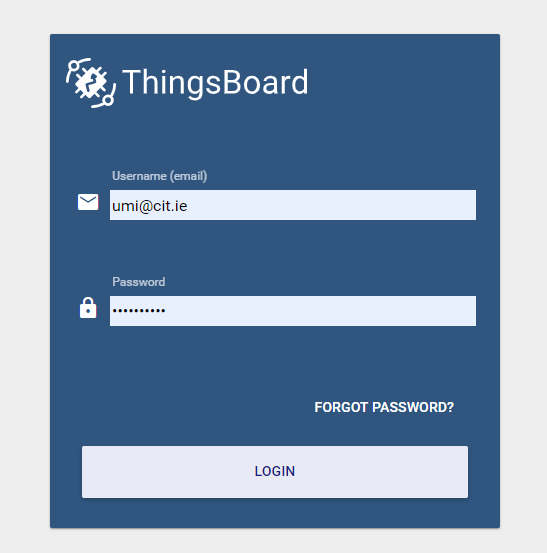 ThingsBoard
Username (email)
umi@cit.ie
Password
••••••••••
FORGOT PASSWORD?
LOGIN